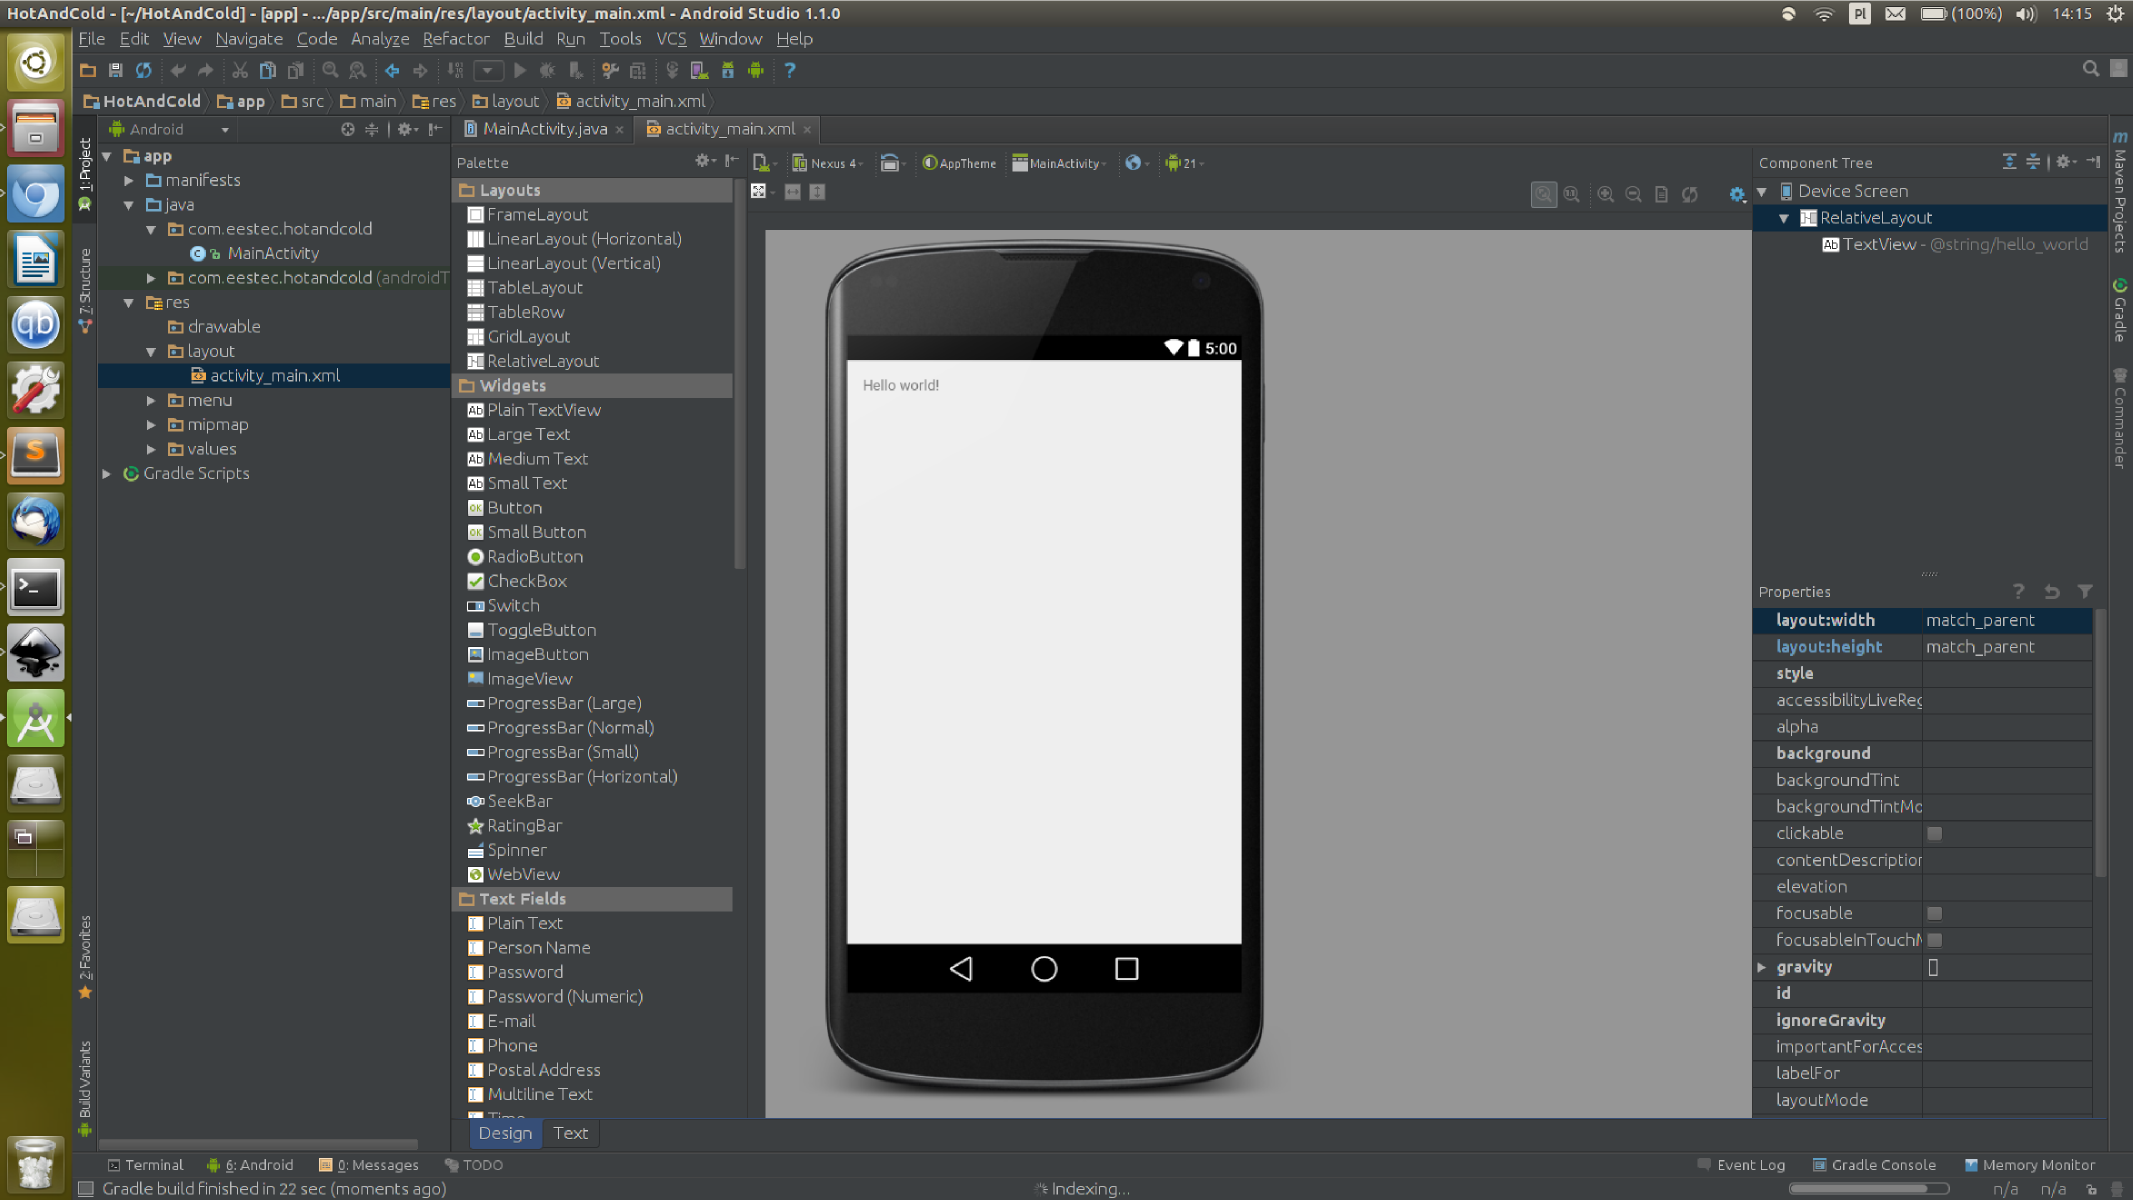 HotAndCold - [~/HotAndCold] - [app] - .../app/src/main/res/layout/activity_main.xml - Android Studio 1.1.0
Pl
(100%)
14:15
File Edit View Navigate Code Analyze Refactor Build Run Tools VCS Window Help
HotAndCold app src main res layout activity_main.xml
Android
MainActivity.java
activity_main.xml
1: Project
7: Structure
2: Favorites
Build Variants
app
manifests
java
com.eestec.hotandcold
MainActivity
com.eestec.hotandcold (androidT
res
drawable
layout
activity_main.xml
menu
mipmap
values
Gradle Scripts
Palette
Layouts
FrameLayout
LinearLayout (Horizontal)
LinearLayout (Vertical)
TableLayout
TableRow
GridLayout
RelativeLayout
Widgets
Plain TextView
Large Text
Medium Text
Small Text
Button
Small Button
RadioButton
CheckBox
Switch
ToggleButton
ImageButton
ImageView
ProgressBar (Large)
ProgressBar (Normal)
ProgressBar (Small)
ProgressBar (Horizontal)
SeekBar
RatingBar
Spinner
WebView
Text Fields
Plain Text
Person Name
Password
Password (Numeric)
E-mail
Phone
Postal Address
Multiline Text
Time
Design Text
Nexus 4
AppTheme
MainActivity
21
5:00
Hello world!
Component Tree
Device Screen
RelativeLayout
TextView - @string/hello_world
Properties
layout:width match_parent
layout:height match_parent
style
accessibilityLiveReg
alpha
background
backgroundTint
backgroundTintMo
clickable
contentDescription
elevation
focusable
focusableInTouchM
gravity []
id
ignoreGravity
importantForAcces
labelFor
layoutMode
Maven Projects
Gradle
Commander
Terminal 6: Android 0: Messages TODO
Event Log Gradle Console Memory Monitor
Gradle build finished in 22 sec (moments ago)
Indexing...
n/a n/a